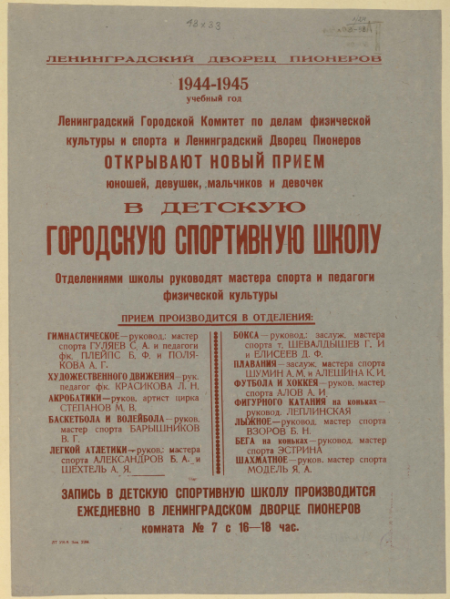 18x33
ЛЕНИНГРАДСКИЙ ДВОРЕЦ ПИОНЕРОВ
1944-1945
учебный год
Ленинградский Городской Комитет по делам физической
культуры и спорта и Ленинградский Дворец Пионеров
ОТКРЫВАЮТ НОВЫЙ ПРИЕМ
юношей, девушек, мальчиков и девочек
В ДЕТСКУЮ
ГОРОДСКУЮ СПОРТИВНУЮ ШКОЛУ
Отделениями школы руководят мастера спорта и педагоги
физической культуры
ПРИЕМ ПРОИЗВОДИТСЯ В ОТДЕЛЕНИЯ:
ГИМНАСТИЧЕСКОЕ—руковод. мастер
спорта ГУЛЯЕВ С. А. и педагоги
фк. ПЛЕЙПС Б. Ф. и ПОЛЯ-
КОВА А. Г.
ХУДОЖЕСТВЕННОГО ДВИЖЕНИЯ—рук.
педагог фк. КРАСИКОВА Л. Н.
АКРОБАТИКИ—руков. артист цирка
СТЕПАНОВ М. В.
БАСКЕТБОЛА И ВОЛЕЙБОЛА—руков.
мастер спорта БАРЫШНИКОВ
В. Г.
ЛЕГКОЙ АТЛЕТИКИ—руков.: мастера
спорта АЛЕКСАНДРОВ Б. А. и
ШЕХТЕЛЬ А. Я.
БОКСА—руковод.: заслуж. мастера
спорта т. ШЕВАЛДЫШЕВ Г. И
и ЕЛИСЕЕВ Д. Ф.
ПЛАВАНИЯ—заслуж. мастера спорта
ШУМИН А. М. и АЛЕШИНА К. И.
ФУТБОЛА И ХОККЕЯ—руков. мастер
спорта АЛОВ А. И.
ФИГУРНОГО КАТАНИЯ на коньках—
руковод. ЛЕПЛИНСКАЯ
ЛЫЖНОЕ—руковод. мастер спорта
ВЗОРОВ Б. Н.
БЕГА на коньках—руковод. мастер
спорта ЭСТРИНА
ШАХМАТНОЕ—руков. мастер спорта
МОДЕЛЬ Я. А.
ЗАПИСЬ В ДЕТСКУЮ СПОРТИВНУЮ ШКОЛУ ПРОИЗВОДИТСЯ
ЕЖЕДНЕВНО В ЛЕНИНГРАДСКОМ ДВОРЦЕ ПИОНЕРОВ
комната № 7 с 16—18 час.